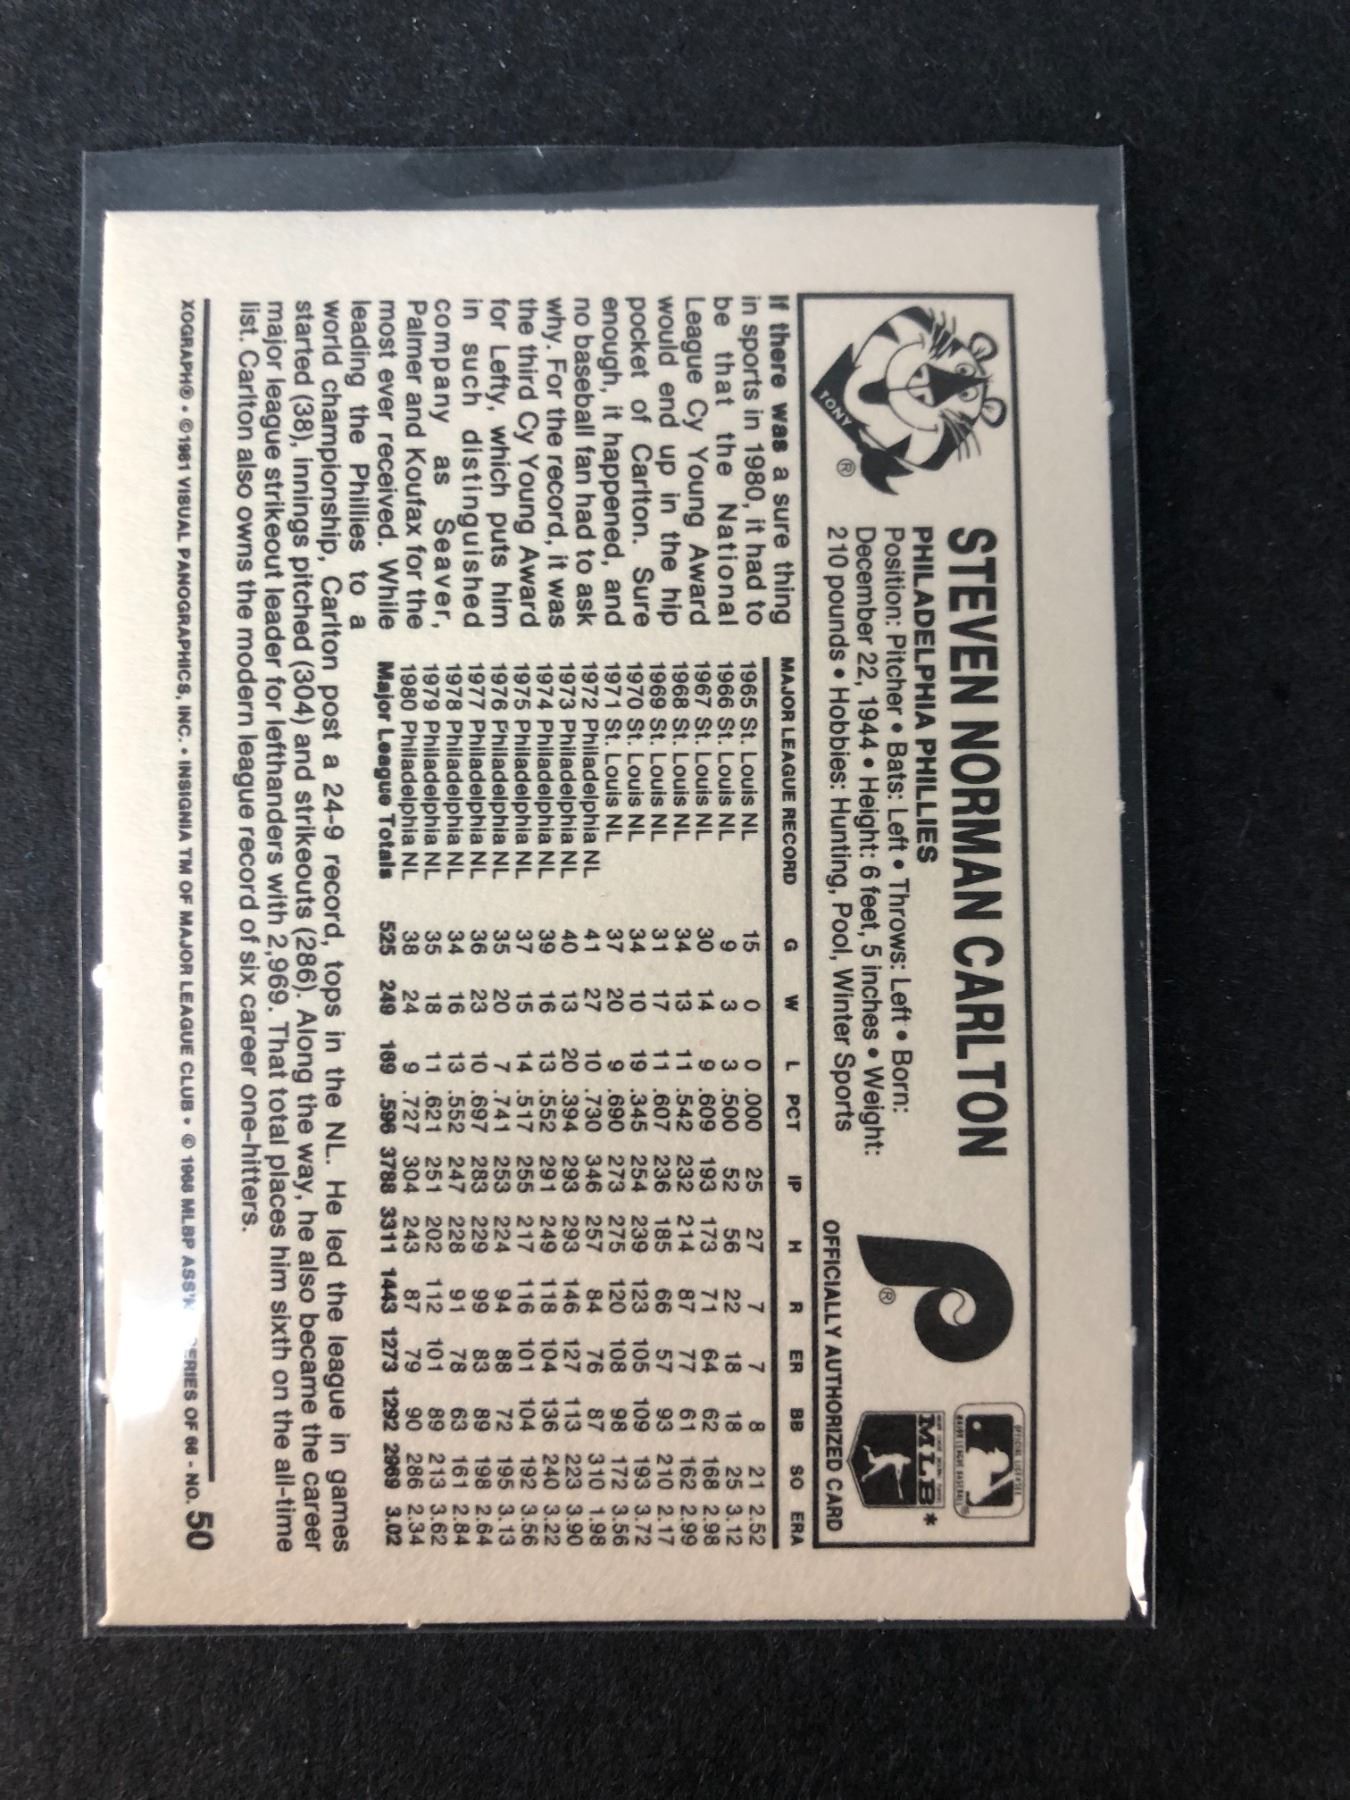 TONY
®
STEVEN NORMAN CARLTON
PHILADELPHIA PHILLIES
Position: Pitcher • Bats: Left • Throws: Left • Born:
December 22, 1944 • Height: 6 feet, 5 inches • Weight:
210 pounds • Hobbies: Hunting, Pool, Winter Sports
®
MLB*
OFFICIALLY AUTHORIZED CARD
If there was a sure thing
in sports in 1980, it had to
be that the National
League Cy Young Award
would end up in the hip
pocket of Carlton. Sure
enough, it happened, and
no baseball fan had to ask
why. For the record, it was
the third Cy Young Award
for Lefty, which puts him
in such distinguished
company as Seaver,
Palmer and Koufax for the
most ever received. While
leading the Phillies to a
world championship, Carlton post a 24-9 record, tops in the NL. He led the league in games
started (38), innings pitched (304) and strikeouts (286). Along the way, he also became the career
major league strikeout leader for lefthanders with 2,969. That total places him sixth on the all-time
list. Carlton also owns the modern league record of six career one-hitters.
MAJOR LEAGUE RECORD G W L PCT IP H R ER BB SO ERA
1965 St. Louis NL 15 0 0 .000 25 27 7 7 8 21 2.52
1966 St. Louis NL 9 3 3 .500 52 56 22 18 18 25 3.12
1967 St. Louis NL 30 14 9 .609 193 173 71 64 62 168 2.98
1968 St. Louis NL 34 13 11 .542 232 214 87 77 61 162 2.99
1969 St. Louis NL 31 17 11 .607 236 185 66 57 93 210 2.17
1970 St. Louis NL 34 10 19 .345 254 239 123 105 109 193 3.72
1971 St. Louis NL 37 20 9 .690 273 275 120 108 98 172 3.56
1972 Philadelphia NL 41 27 10 .730 346 257 84 76 87 310 1.98
1973 Philadelphia NL 40 13 20 .394 293 293 146 127 113 223 3.90
1974 Philadelphia NL 39 16 13 .552 291 249 118 104 136 240 3.22
1975 Philadelphia NL 37 15 14 .517 255 217 116 101 104 192 3.56
1976 Philadelphia NL 35 20 7 .741 253 224 94 88 72 195 3.13
1977 Philadelphia NL 36 23 10 .697 283 229 99 83 89 198 2.64
1978 Philadelphia NL 34 16 13 .552 247 228 91 78 63 161 2.84
1979 Philadelphia NL 35 18 11 .621 251 202 112 101 89 213 3.62
1980 Philadelphia NL 38 24 9 .727 304 243 87 79 90 286 2.34
Major League Totals 525 249 169 .596 3788 3311 1443 1273 1292 2969 3.02
XOGRAPH® • ©1981 VISUAL PANOGRAPHICS, INC. • INSIGNIA TM OF MAJOR LEAGUE CLUB • © MLBP ASS'N OF 66 - NO. 50